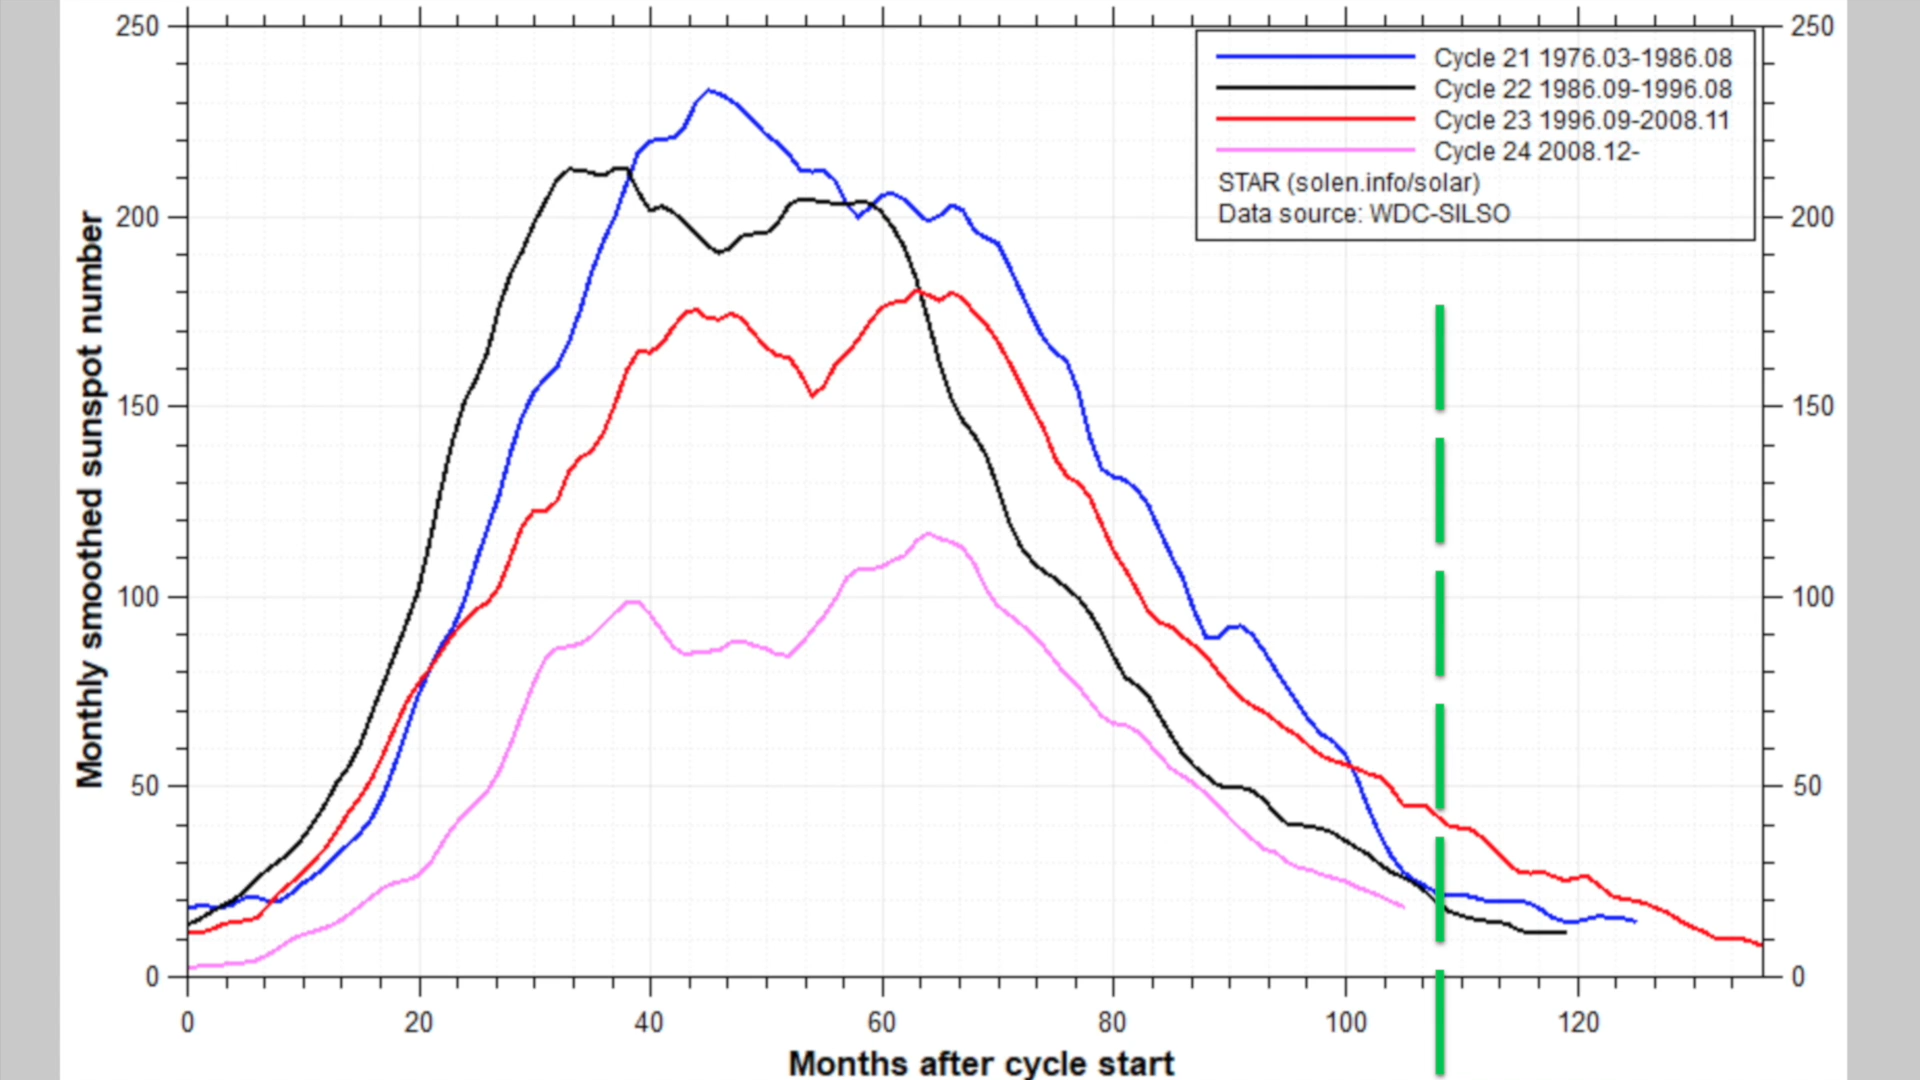 250
200
150
100
50
0
Monthly smoothed sunspot number
Cycle 21 1976.03-1986.08
Cycle 22 1986.09-1996.08
Cycle 23 1996.09-2008.11
Cycle 24 2008.12-
STAR (solen.info/solar)
Data source: WDC-SILSO
250
200
150
100
50
0
0 20 40 60 80 100 120
Months after cycle start